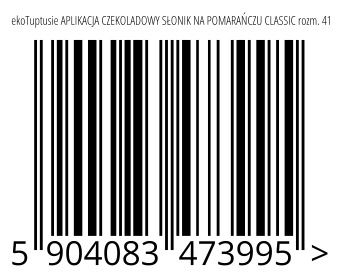 ekoTuptusie APLIKACJA CZEKOLADOWY SŁONIK NA POMARAŃCZU CLASSIC rozm. 41
5 904083 473995 >